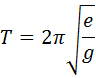 T = 2π √(e/g)